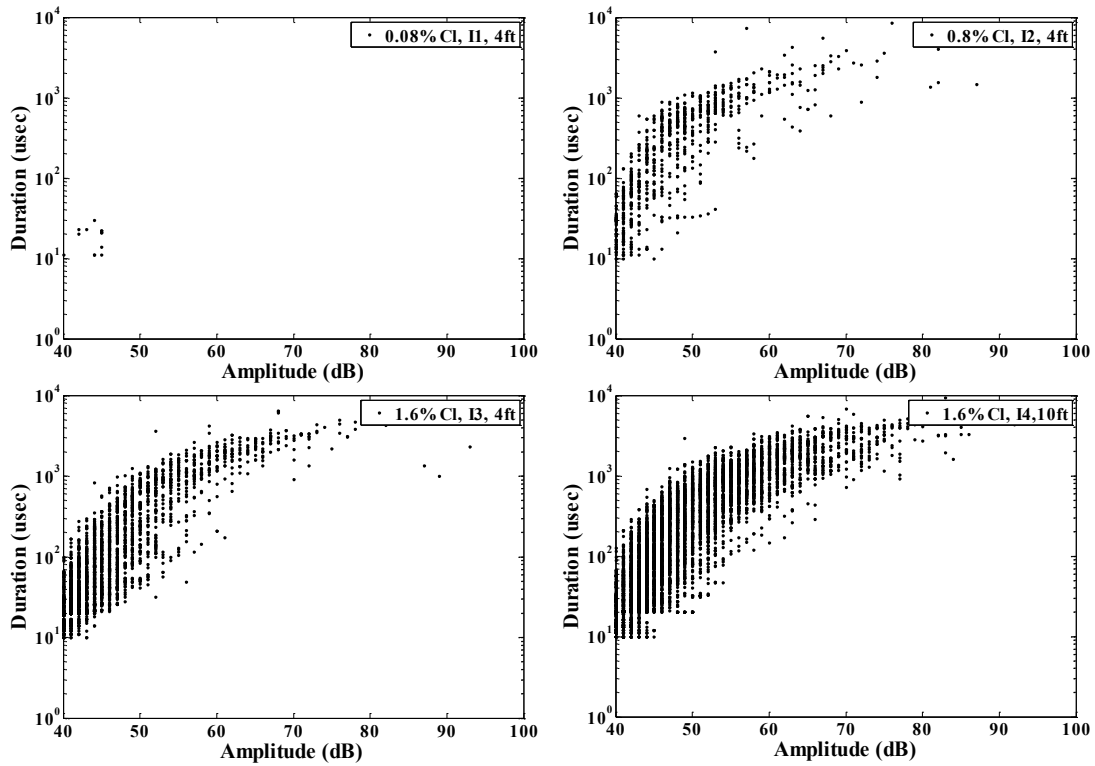 10^4
10^3
10^2
10^1
10^0
Duration (usec)
0.08% Cl, I1, 4ft
40 50 60 70 80 90 100
Amplitude (dB)
10^4
10^3
10^2
10^1
10^0
Duration (usec)
0.8% Cl, I2, 4ft
40 50 60 70 80 90 100
Amplitude (dB)
10^4
10^3
10^2
10^1
10^0
Duration (usec)
1.6% Cl, I3, 4ft
40 50 60 70 80 90 100
Amplitude (dB)
10^4
10^3
10^2
10^1
10^0
Duration (usec)
1.6% Cl, I4,10ft
40 50 60 70 80 90 100
Amplitude (dB)